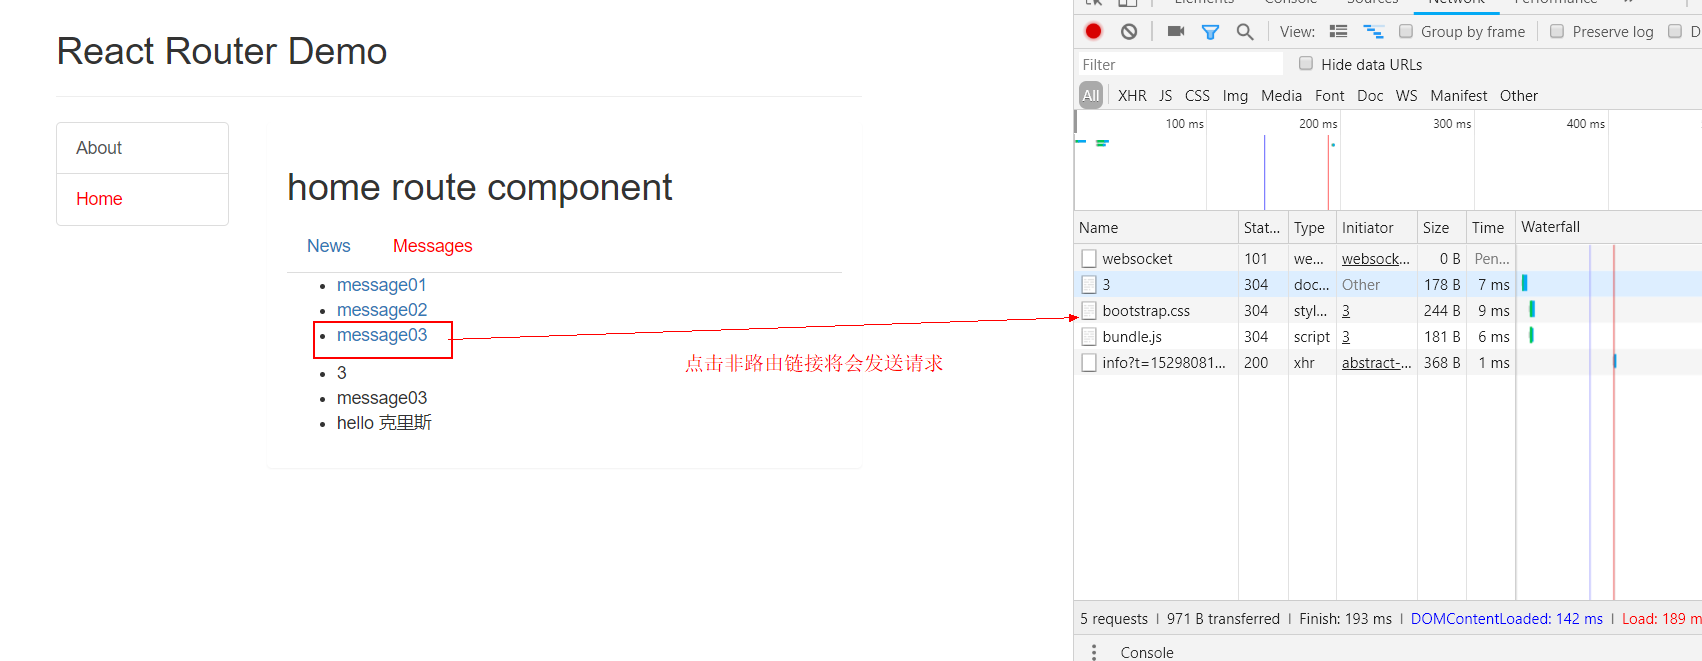 React Router Demo
About
Home
home route component
News Messages
message01
message02
message03
3
message03
hello 克里斯
点击非路由链接将会发送请求
Elements Console Sources Network Performance
View: Group by frame Preserve log D
Filter Hide data URLs
All XHR JS CSS Img Media Font Doc WS Manifest Other
100 ms 200 ms 300 ms 400 ms
Name Stat... Type Initiator Size Time Waterfall
websocket 101 we... websock... 0 B Pen...
3 304 doc... Other 178 B 7 ms
bootstrap.css 304 styl... 3 244 B 9 ms
bundle.js 304 script 3 181 B 6 ms
info?t=15298081... 200 xhr abstract-... 368 B 1 ms
5 requests | 971 B transferred | Finish: 193 ms | DOMContentLoaded: 142 ms | Load: 189 m
Console